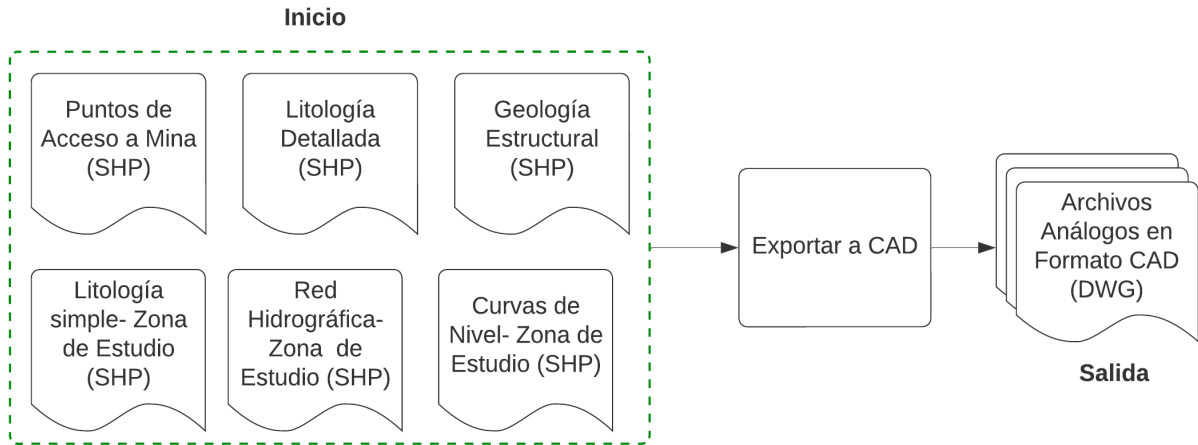 Inicio
Puntos de
Acceso a Mina
(SHP)
Litología
Detallada
(SHP)
Geología
Estructural
(SHP)
Litología
simple- Zona
de Estudio
(SHP)
Red
Hidrográfica-
Zona de
Estudio (SHP)
Curvas de
Nivel- Zona de
Estudio (SHP)
Exportar a CAD
Archivos
Análogos en
Formato CAD
(DWG)
Salida